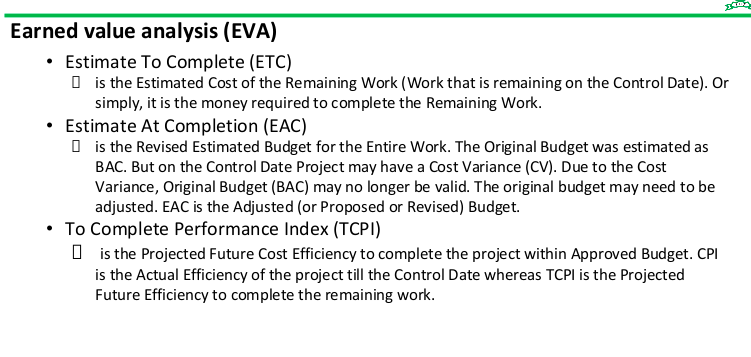 Earned value analysis (EVA)
• Estimate To Complete (ETC)
is the Estimated Cost of the Remaining Work (Work that is remaining on the Control Date). Or
simply, it is the money required to complete the Remaining Work.
• Estimate At Completion (EAC)
is the Revised Estimated Budget for the Entire Work. The Original Budget was estimated as
BAC. But on the Control Date Project may have a Cost Variance (CV). Due to the Cost
Variance, Original Budget (BAC) may no longer be valid. The original budget may need to be
adjusted. EAC is the Adjusted (or Proposed or Revised) Budget.
• To Complete Performance Index (TCPI)
is the Projected Future Cost Efficiency to complete the project within Approved Budget. CPI
is the Actual Efficiency of the project till the Control Date whereas TCPI is the Projected
Future Efficiency to complete the remaining work.